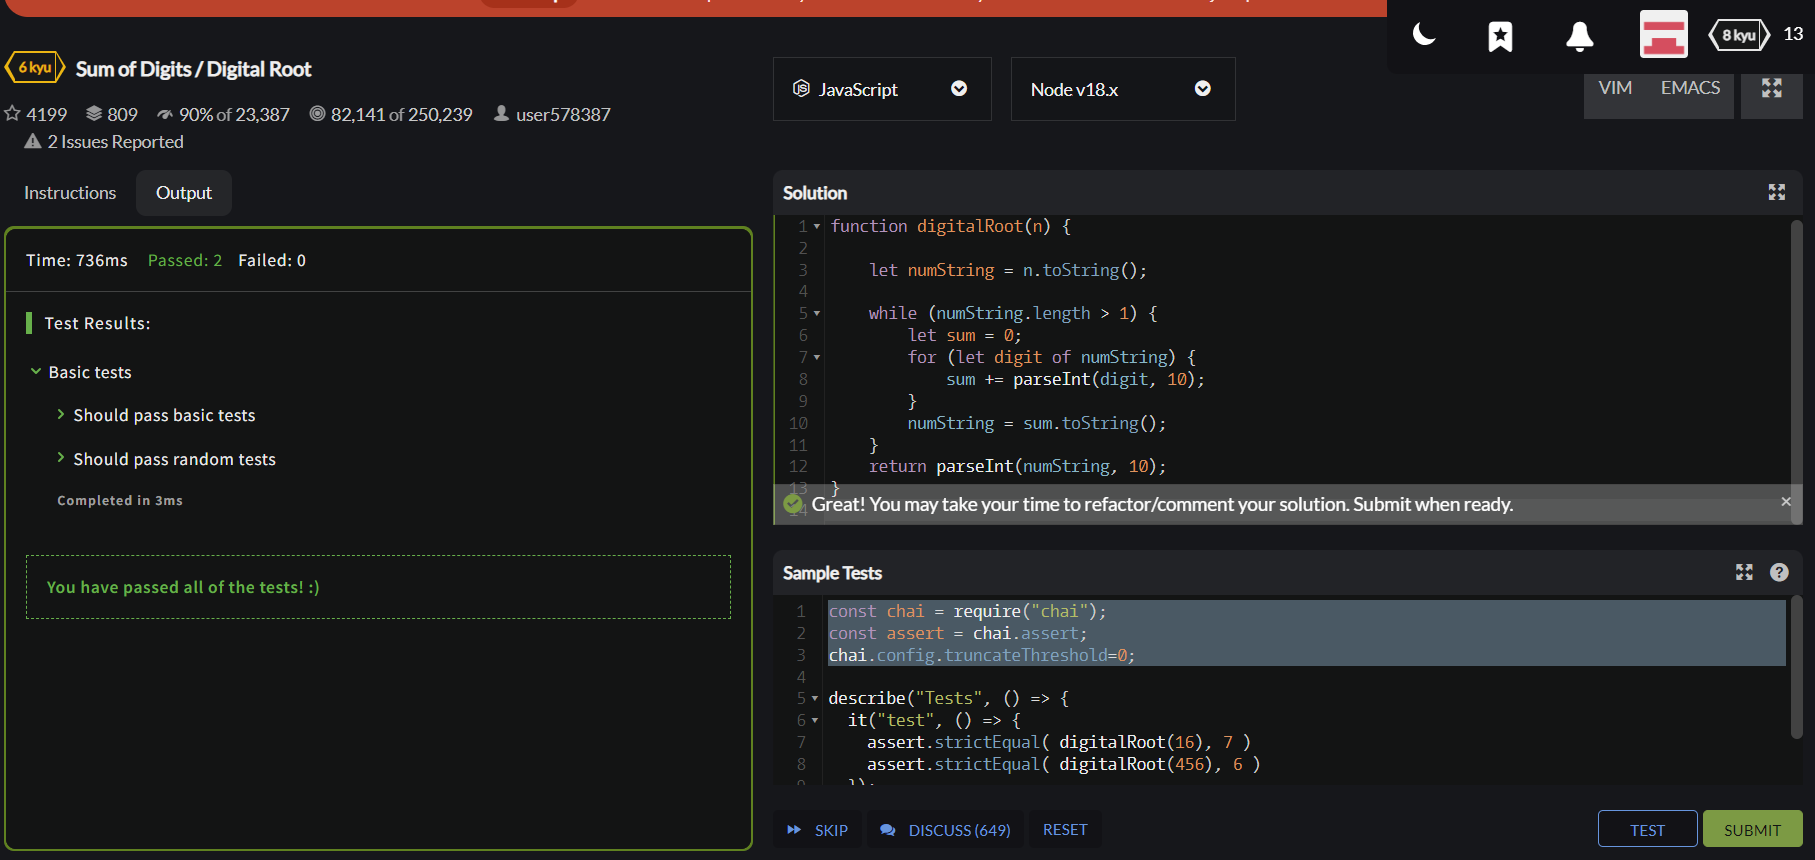 8 kyu 13
6 kyu Sum of Digits / Digital Root
4199 809 90% of 23,387 82,141 of 250,239 user578387
2 Issues Reported
JavaScript
Node v18.x
VIM EMACS
Instructions Output
Time: 736ms Passed: 2 Failed: 0
Test Results:
Basic tests
Should pass basic tests
Should pass random tests
Completed in 3ms
You have passed all of the tests! :)
Solution
1 function digitalRoot(n) {
2
3 let numString = n.toString();
4
5 while (numString.length > 1) {
6 let sum = 0;
7 for (let digit of numString) {
8 sum += parseInt(digit, 10);
9 }
10 numString = sum.toString();
11 }
12 return parseInt(numString, 10);
13 }
14
Great! You may take your time to refactor/comment your solution. Submit when ready.
Sample Tests
1 const chai = require("chai");
2 const assert = chai.assert;
3 chai.config.truncateThreshold=0;
4
5 describe("Tests", () => {
6 it("test", () => {
7 assert.strictEqual( digitalRoot(16), 7 )
8 assert.strictEqual( digitalRoot(456), 6 )
SKIP DISCUSS (649) RESET
TEST SUBMIT